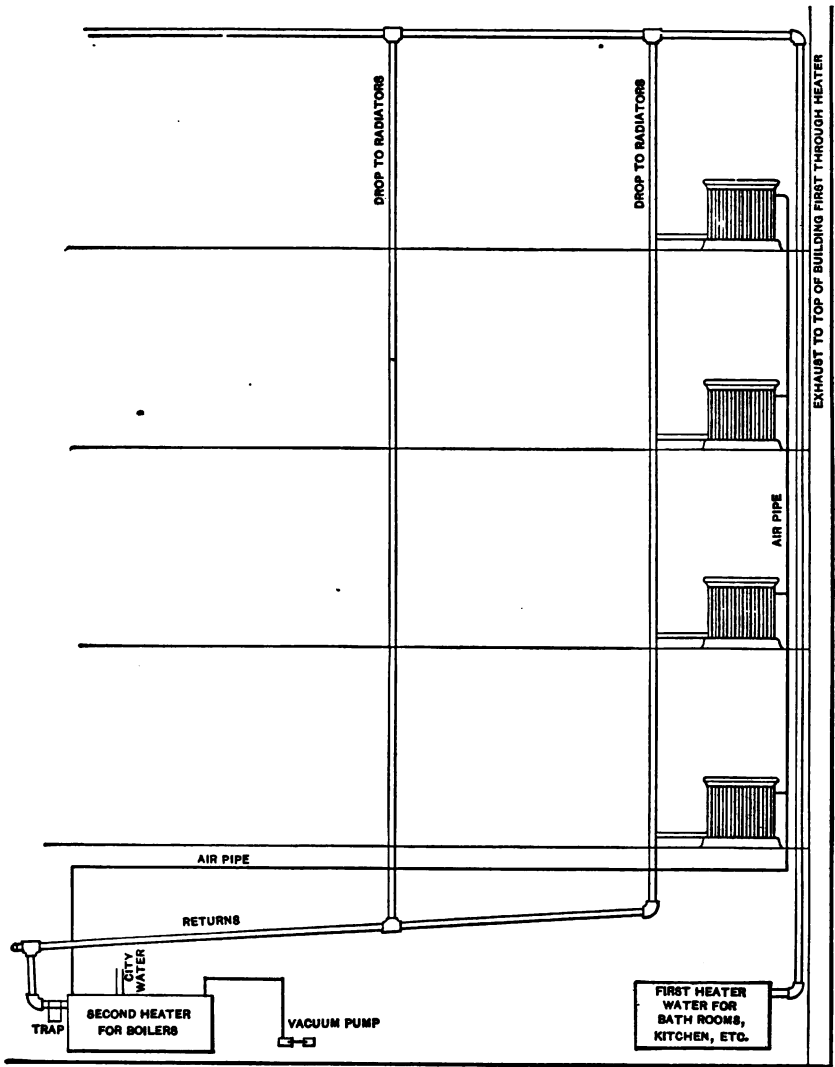 DROP TO RADIATORS
DROP TO RADIATORS
EXHAUST TO TOP OF BUILDING FIRST THROUGH HEATER
AIR PIPE
AIR PIPE
RETURNS
CITY
WATER
TRAP
SECOND HEATER
FOR BOILERS
VACUUM PUMP
FIRST HEATER
WATER FOR
BATH ROOMS,
KITCHEN, ETC.